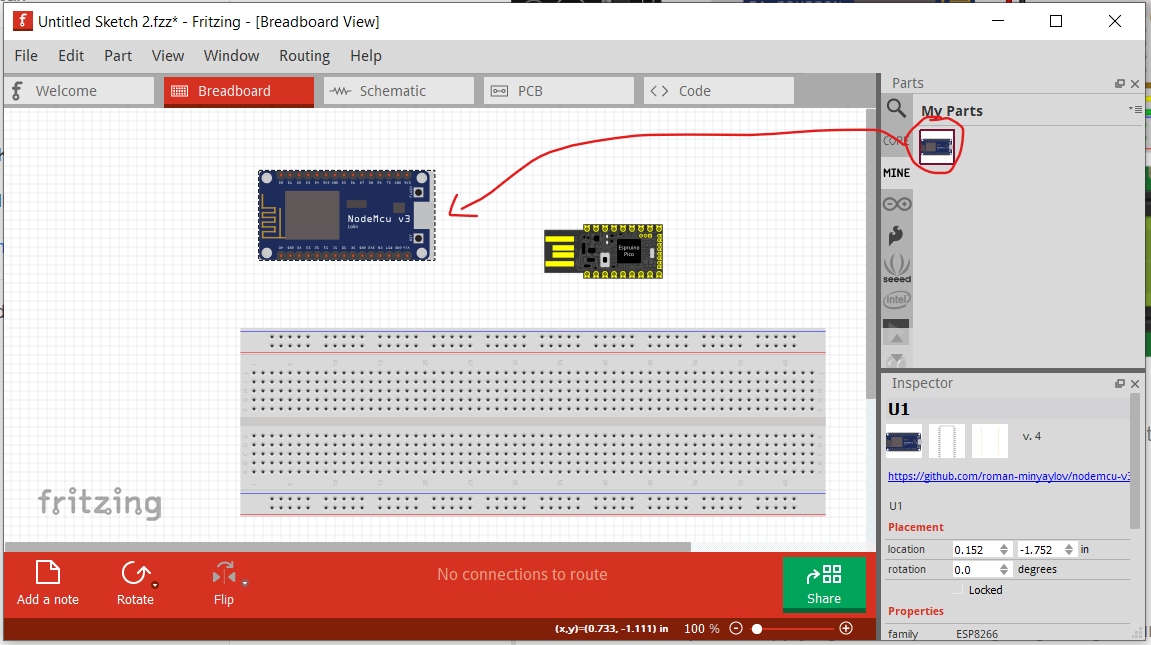 Untitled Sketch 2.fzz* - Fritzing - [Breadboard View]
File Edit Part View Window Routing Help
Welcome Breadboard Schematic PCB Code
Parts
My Parts
CORE
MINE
NodeMcu v3
Lolin
Espruino
Pico
seeed
intel
fritzing
Inspector
U1
v. 4
https://github.com/roman-minyaylov/nodemcu-v3
U1
Placement
location 0.152 -1.752 in
rotation 0.0 degrees
Locked
Properties
family ESP8266
Add a note Rotate Flip
No connections to route
Share
(x,y)=(0.733, -1.111) in 100 %